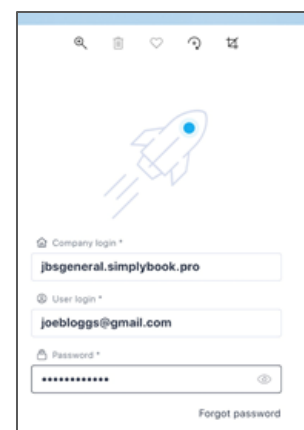 Company login *
jbsgeneral.simplybook.pro
User login *
joebloggs@gmail.com
Password *
••••••••••••
Forgot password